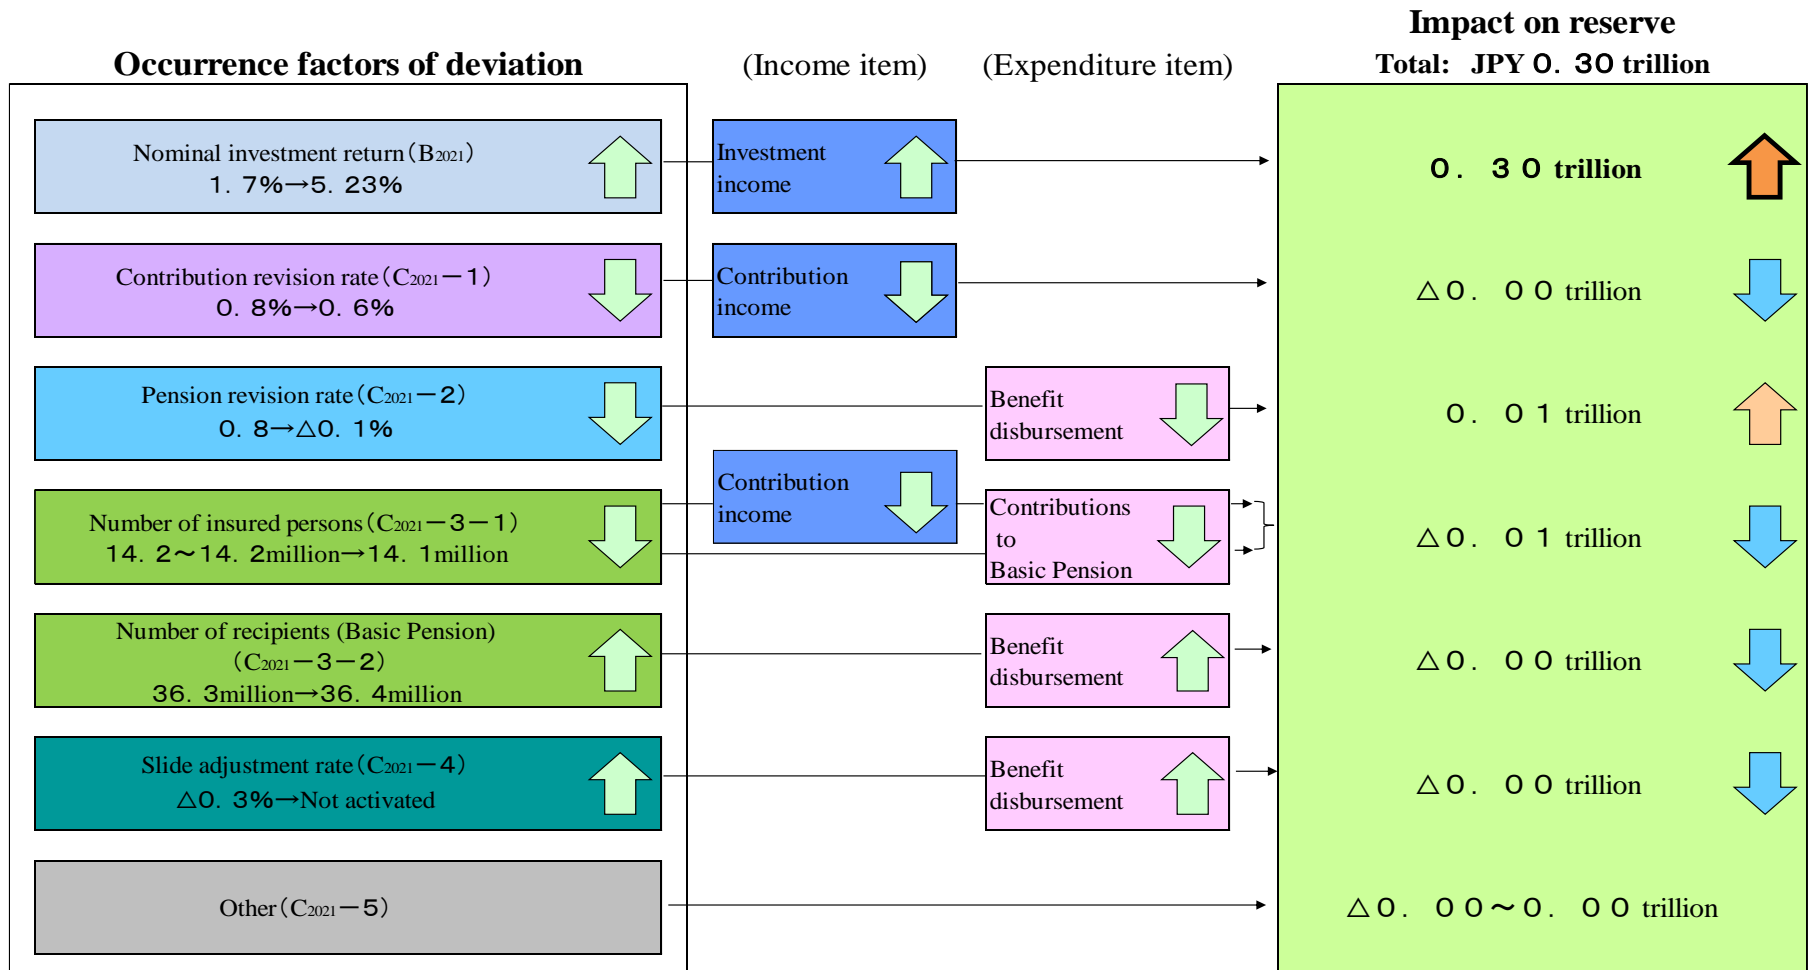 Impact on reserve
Occurrence factors of deviation
(Income item)
(Expenditure item)
Total: JPY 0. 30 trillion
Nominal investment return(B2021)
1. 7%→5. 23%
Investment
income
0. 30 trillion
Contribution revision rate(C2021－1)
0. 8%→0. 6%
Contribution
income
△0. 00 trillion
Pension revision rate(C2021－2)
0. 8→△0. 1%
Benefit
disbursement
0. 01 trillion
Number of insured persons(C2021－3－1)
14. 2～14. 2million→14. 1million
Contribution
income
Contributions
to
Basic Pension
△0. 01 trillion
Number of recipients (Basic Pension)
(C2021－3－2)
36. 3million→36. 4million
Benefit
disbursement
△0. 00 trillion
Slide adjustment rate(C2021－4)
△0. 3%→Not activated
Benefit
disbursement
△0. 00 trillion
Other(C2021－5)
△0. 00～0. 00 trillion